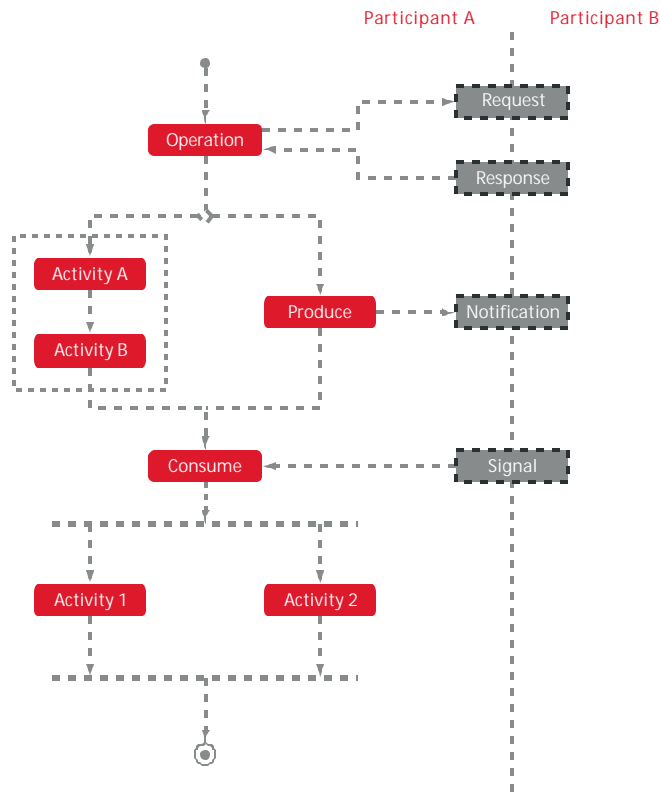 Participant A
Participant B
Request
Operation
Response
Activity A
Produce
Notification
Activity B
Consume
Signal
Activity 1
Activity 2